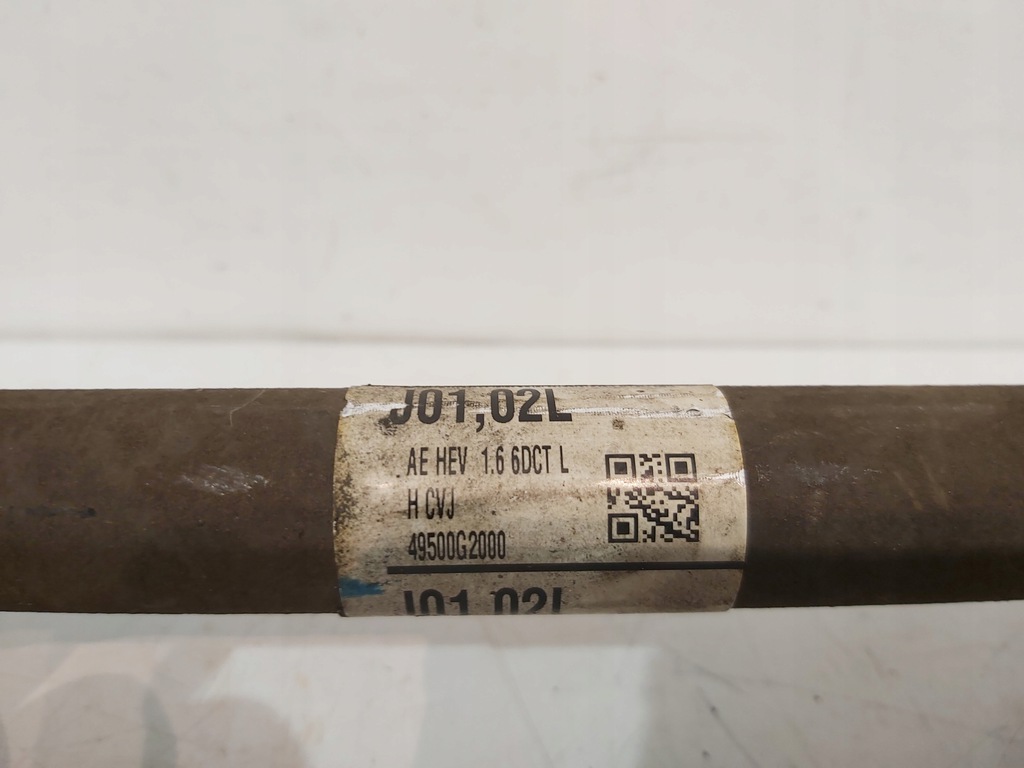 J01,02L
AE HEV 1.6 6DCT L
H CVJ
49500G2000
J01,02L